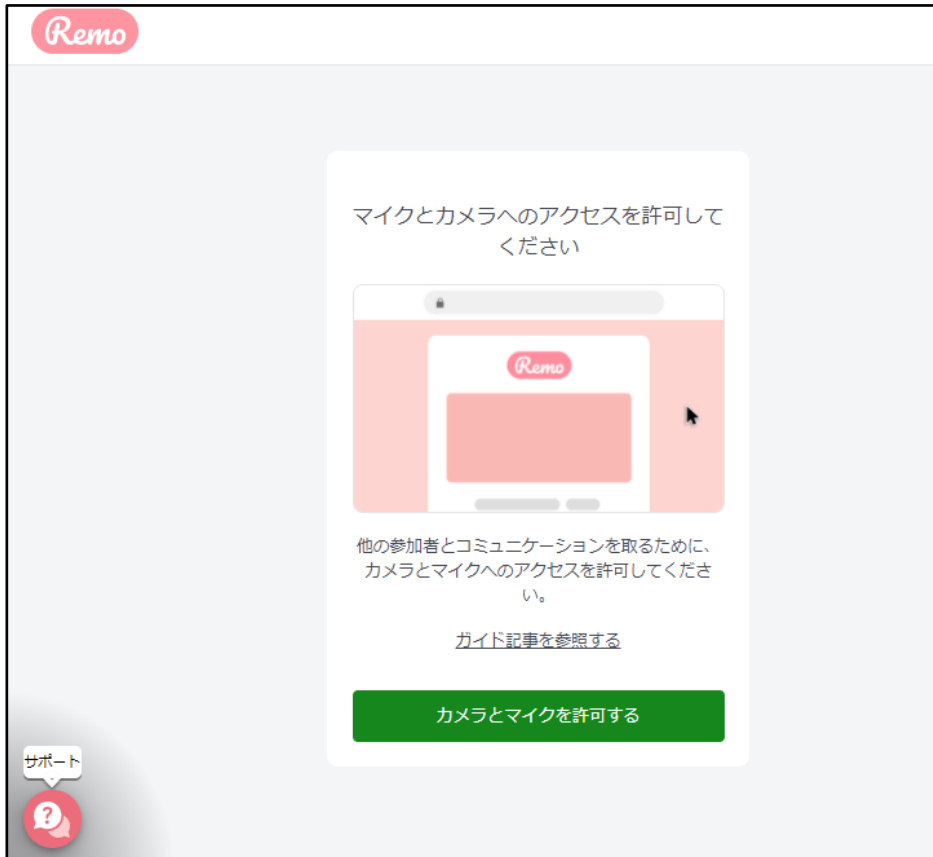 Remo
マイクとカメラへのアクセスを許可して
ください
Remo
他の参加者とコミュニケーションを取るために、
カメラとマイクへのアクセスを許可してくださ
い。
ガイド記事を参照する
カメラとマイクを許可する
サポート
?